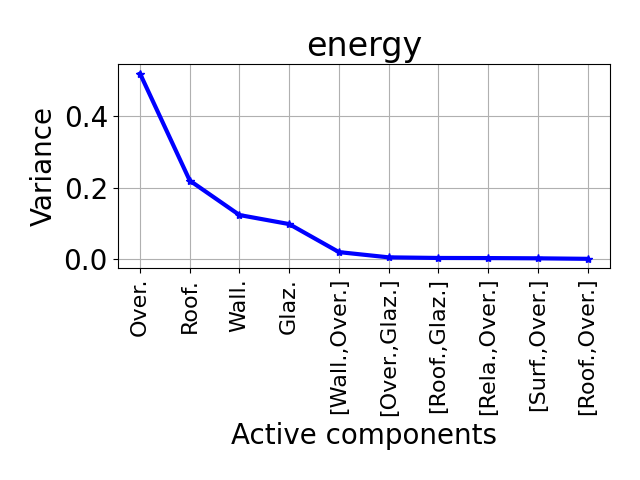 energy
Variance
0.4
0.2
0.0
Over.
Roof.
Wall.
Glaz.
[Wall.,Over.]
[Over.,Glaz.]
[Roof.,Glaz.]
[Rela.,Over.]
[Surf.,Over.]
[Roof.,Over.]
Active components